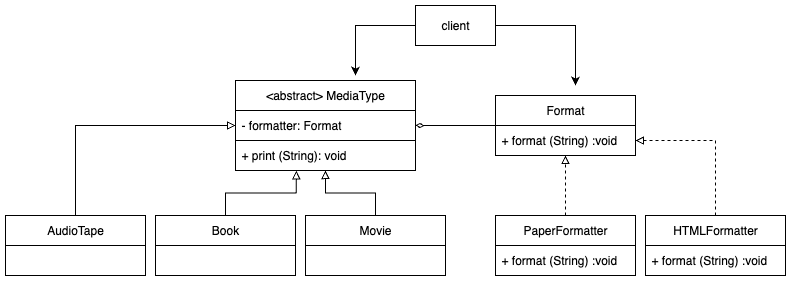 client
<abstract> MediaType
- formatter: Format
+ print (String): void
Format
+ format (String) :void
AudioTape
Book
Movie
PaperFormatter
+ format (String) :void
HTMLFormatter
+ format (String) :void